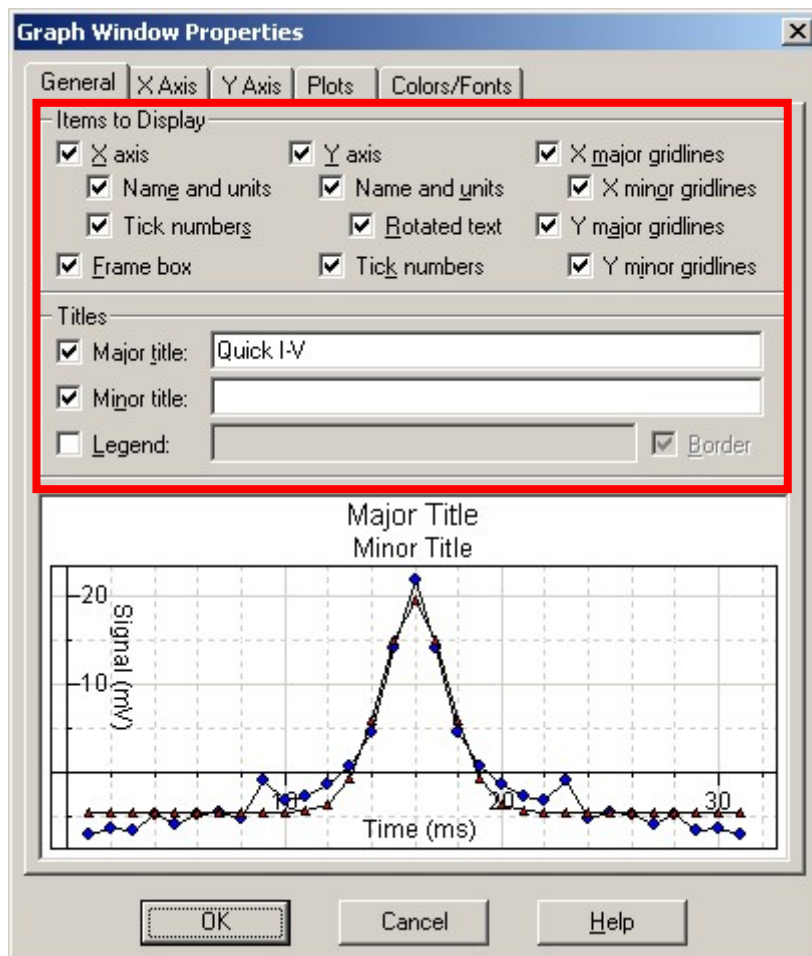 Graph Window Properties
General X Axis Y Axis Plots Colors/Fonts
Items to Display
X axis Y axis X major gridlines
Name and units Name and units X minor gridlines
Tick numbers Rotated text Y major gridlines
Frame box Tick numbers Y minor gridlines
Titles
Major title: Quick I-V
Minor title:
Legend: Border
Major Title
Minor Title
20
Signal (mV)
10
10 20 30
Time (ms)
OK Cancel Help